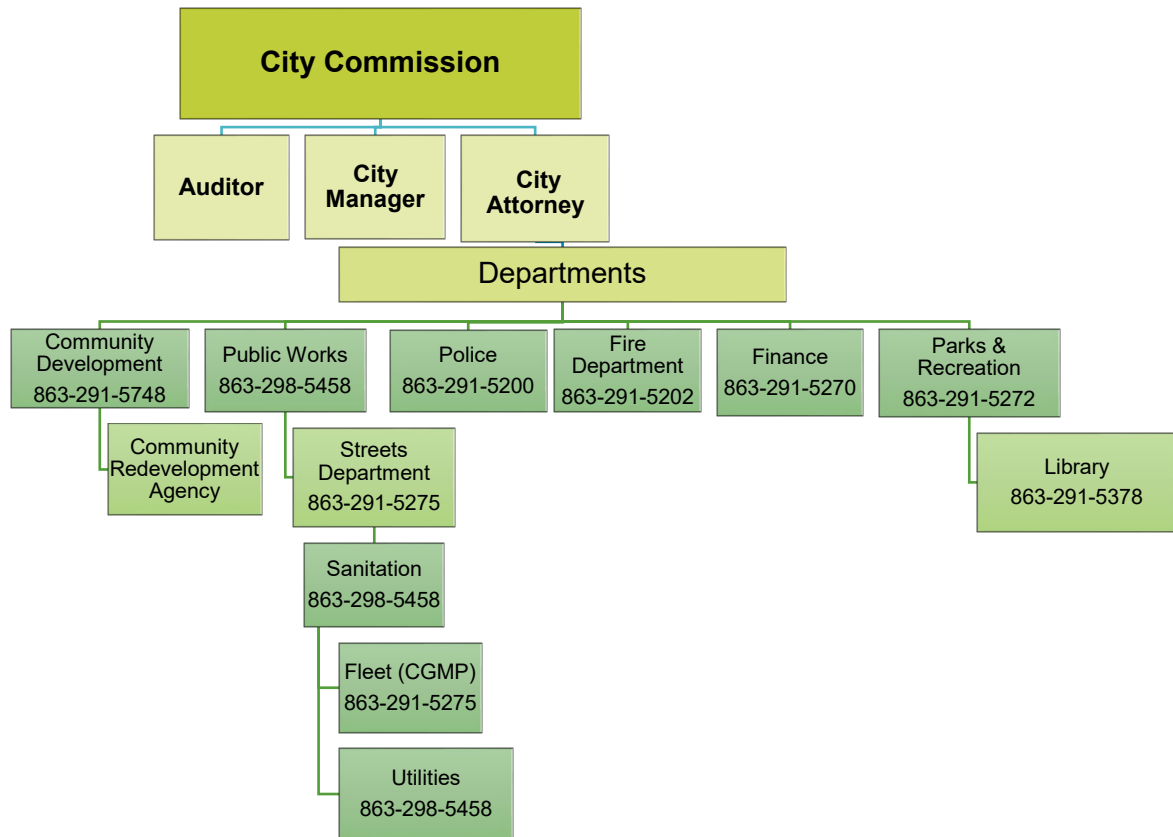 City Commission
Auditor
City
Manager
City
Attorney
Departments
Community
Development
863-291-5748
Public Works
863-298-5458
Police
863-291-5200
Fire
Department
863-291-5202
Finance
863-291-5270
Parks &
Recreation
863-291-5272
Community
Redevelopment
Agency
Streets
Department
863-291-5275
Library
863-291-5378
Sanitation
863-298-5458
Fleet (CGMP)
863-291-5275
Utilities
863-298-5458